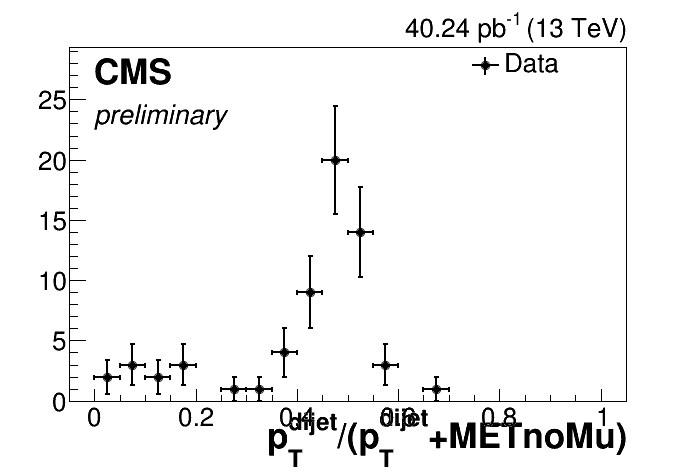 40.24 pb-1 (13 TeV)
CMS
Data
preliminary
25
20
15
10
5
0
0 0.2 0.4 0.6 0.8 1
pTdijet/(pTdijet+METnoMu)